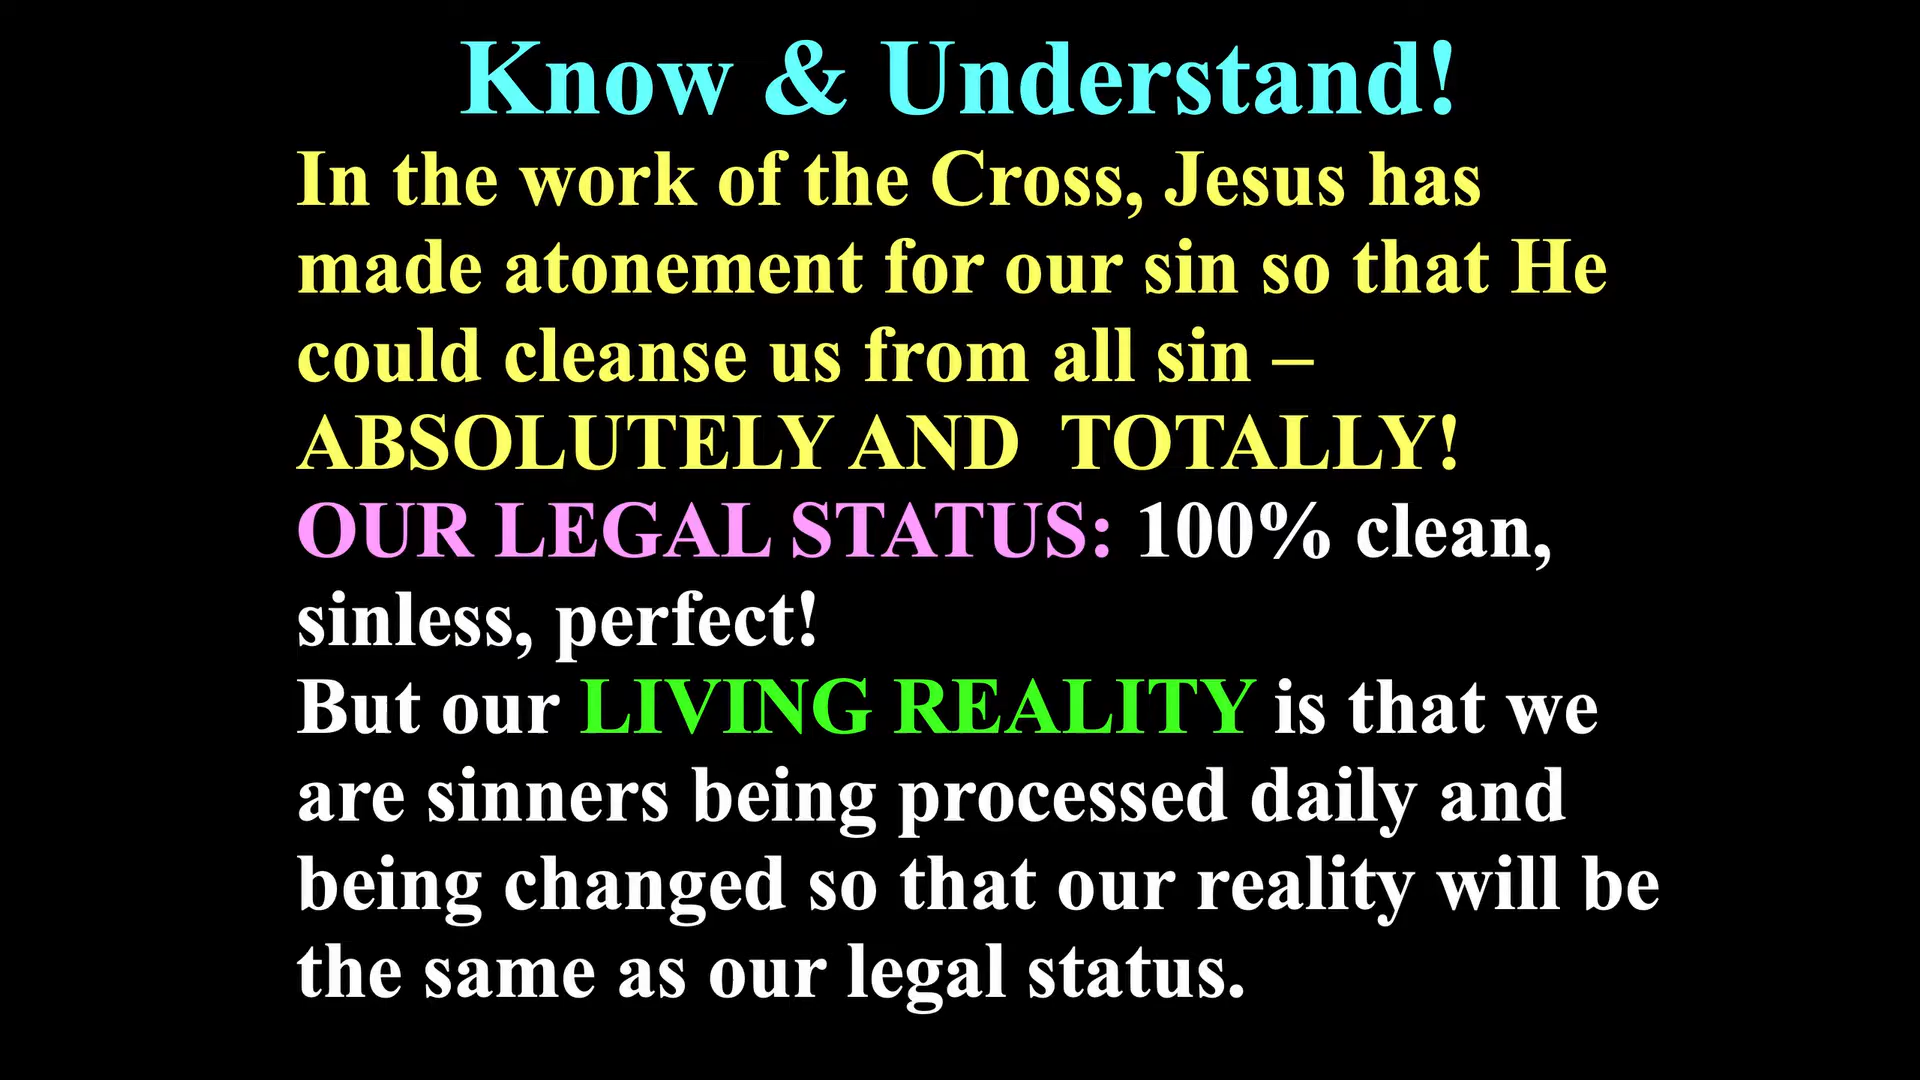 Know & Understand!
In the work of the Cross, Jesus has
made atonement for our sin so that He
could cleanse us from all sin –
ABSOLUTELY AND  TOTALLY!
OUR LEGAL STATUS: 100% clean,
sinless, perfect!
But our LIVING REALITY is that we
are sinners being processed daily and
being changed so that our reality will be
the same as our legal status.